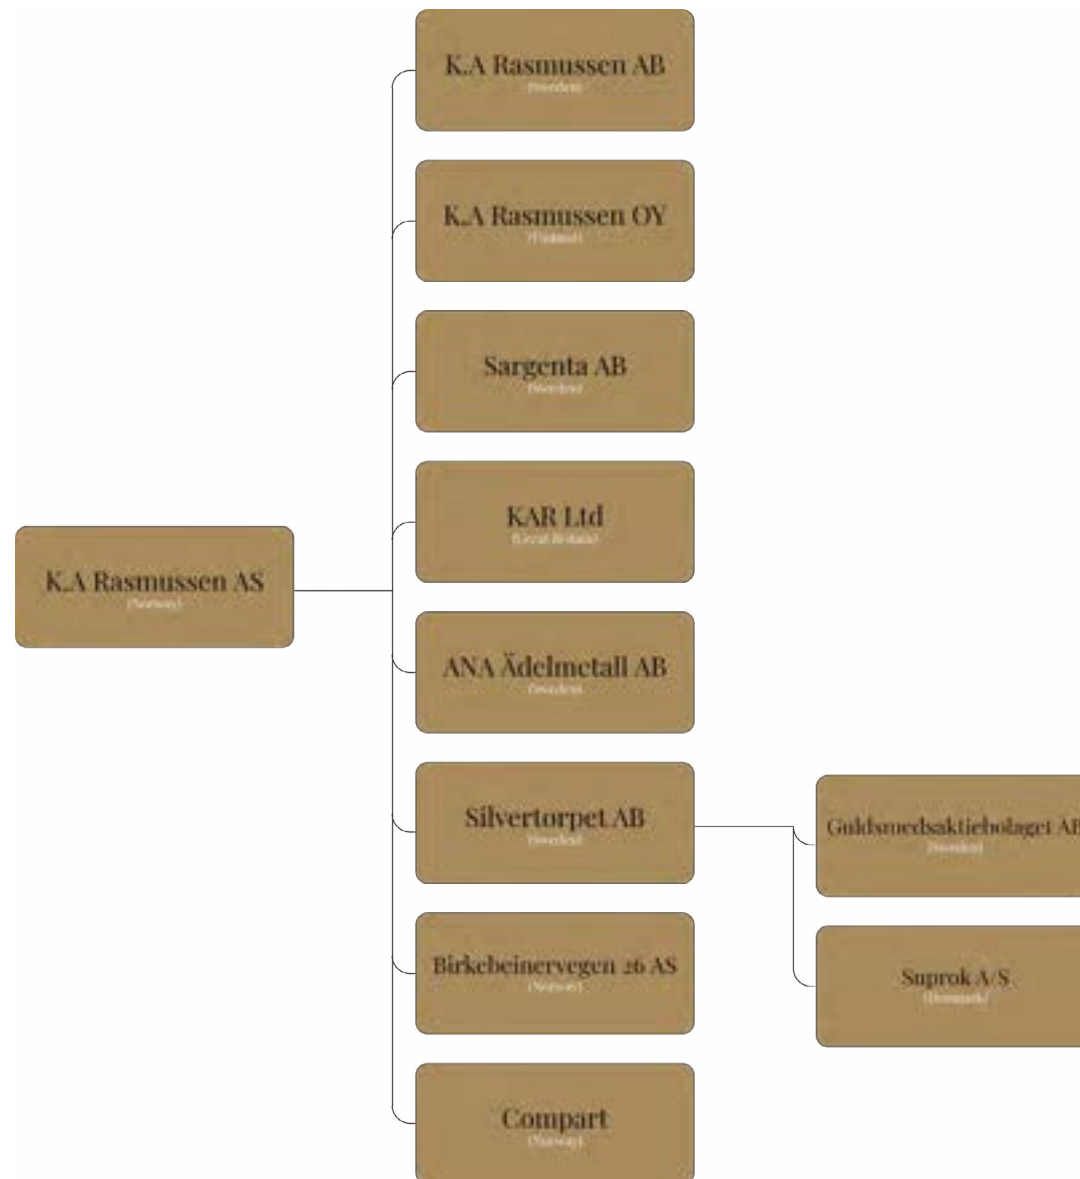 K.A Rasmussen AB
(Sweden)
K.A Rasmussen OY
(Finland)
Sargenta AB
(Sweden)
KAR Ltd
(Great Britain)
K.A Rasmussen AS
(Norway)
ANA Ädelmetall AB
(Sweden)
Silvertorpet AB
(Sweden)
Guldsmedsaktiebolaget AB
(Sweden)
Birkebeinervegen 26 AS
(Norway)
Suprok A/S
(Denmark)
Compart
(Norway)